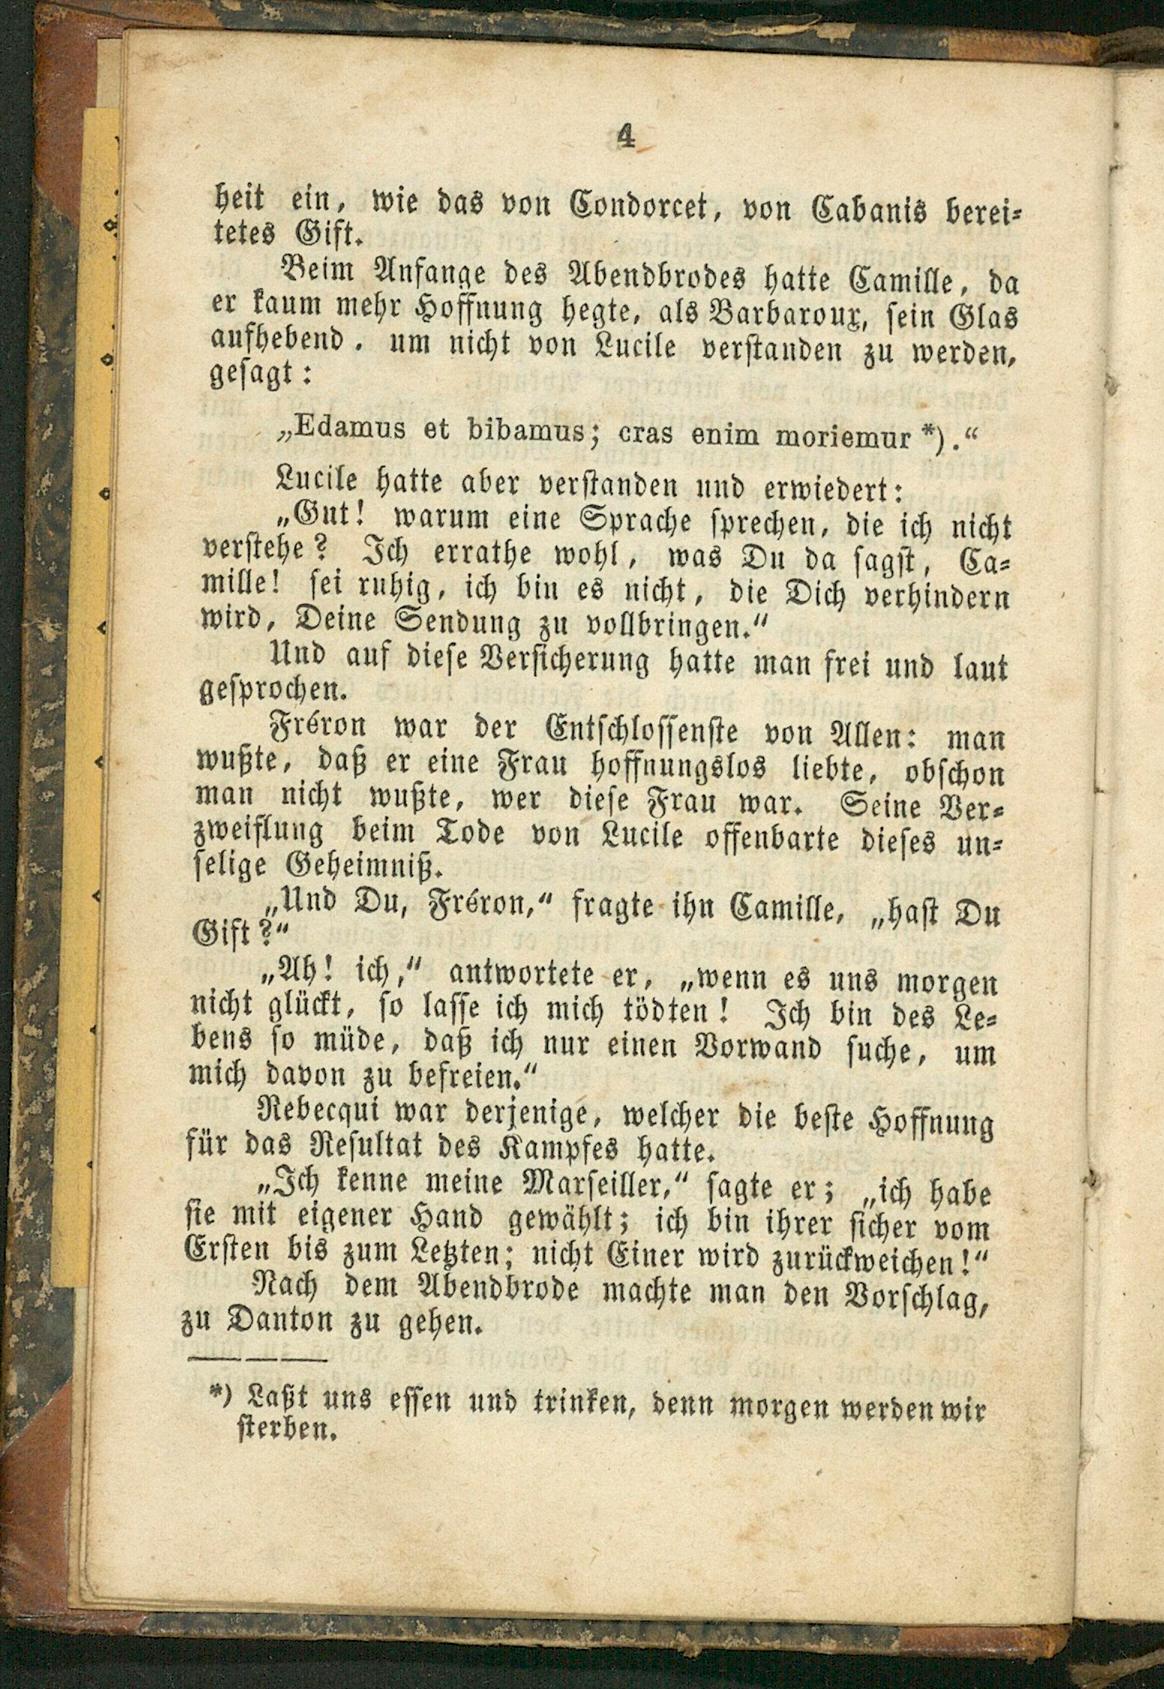 4
heit ein, wie das von Condorcet, von Cabanis berei-
tetes Gift.
Beim Anfange des Abendbrodes hatte Camille, da
er kaum mehr Hoffnung hegte, als Barbaroux, sein Glas
aufhebend, um nicht von Lucile verstanden zu werden,
gesagt:
„Edamus et bibamus; cras enim moriemur *).“
Lucile hatte aber verstanden und erwiedert:
„Gut! warum eine Sprache sprechen, die ich nicht
verstehe? Ich errathe wohl, was Du da sagst, Ca-
mille! sei ruhig, ich bin es nicht, die Dich verhindern
wird, Deine Sendung zu vollbringen.“
Und auf diese Versicherung hatte man frei und laut
gesprochen.
Fréron war der Entschlossenste von Allen: man
wußte, daß er eine Frau hoffnungslos liebte, obschon
man nicht wußte, wer diese Frau war. Seine Ver-
zweiflung beim Tode von Lucile offenbarte dieses un-
selige Geheimniß.
„Und Du, Fréron,“ fragte ihn Camille, „hast Du
Gift?“
„Ah! ich,“ antwortete er, „wenn es uns morgen
nicht glückt, so lasse ich mich tödten! Ich bin des Le-
bens so müde, daß ich nur einen Vorwand suche, um
mich davon zu befreien.“
Rebecqui war derjenige, welcher die beste Hoffnung
für das Resultat des Kampfes hatte.
„Ich kenne meine Marseiller,“ sagte er; „ich habe
sie mit eigener Hand gewählt; ich bin ihrer sicher vom
Ersten bis zum Letzten; nicht Einer wird zurückweichen!“
Nach dem Abendbrode machte man den Vorschlag,
zu Danton zu gehen.
*) Laßt uns essen und trinken, denn morgen werden wir
sterben.